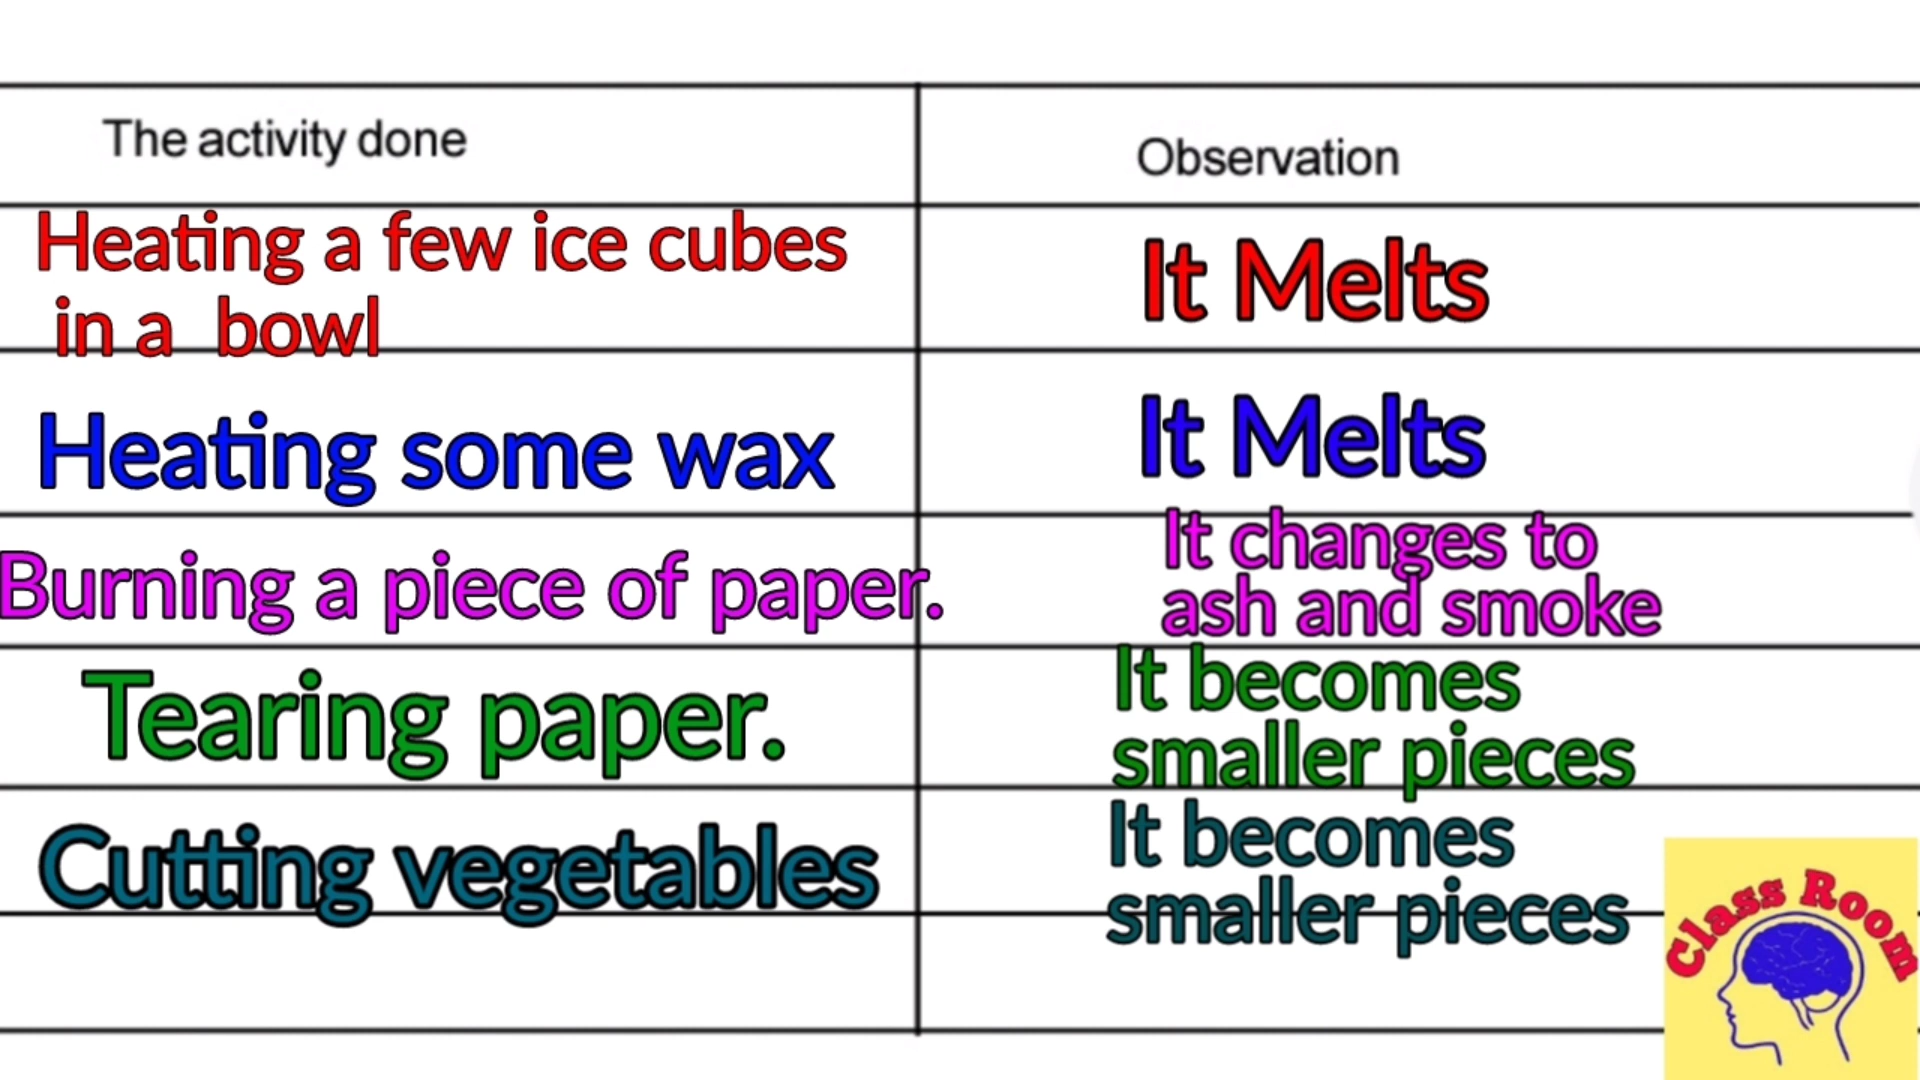 The activity done
Observation
Heating a few ice cubes
in a bowl
It Melts
Heating some wax
It Melts
Burning a piece of paper.
It changes to
ash and smoke
Tearing paper.
It becomes
smaller pieces
Cutting vegetables
It becomes
smaller pieces
Class Room